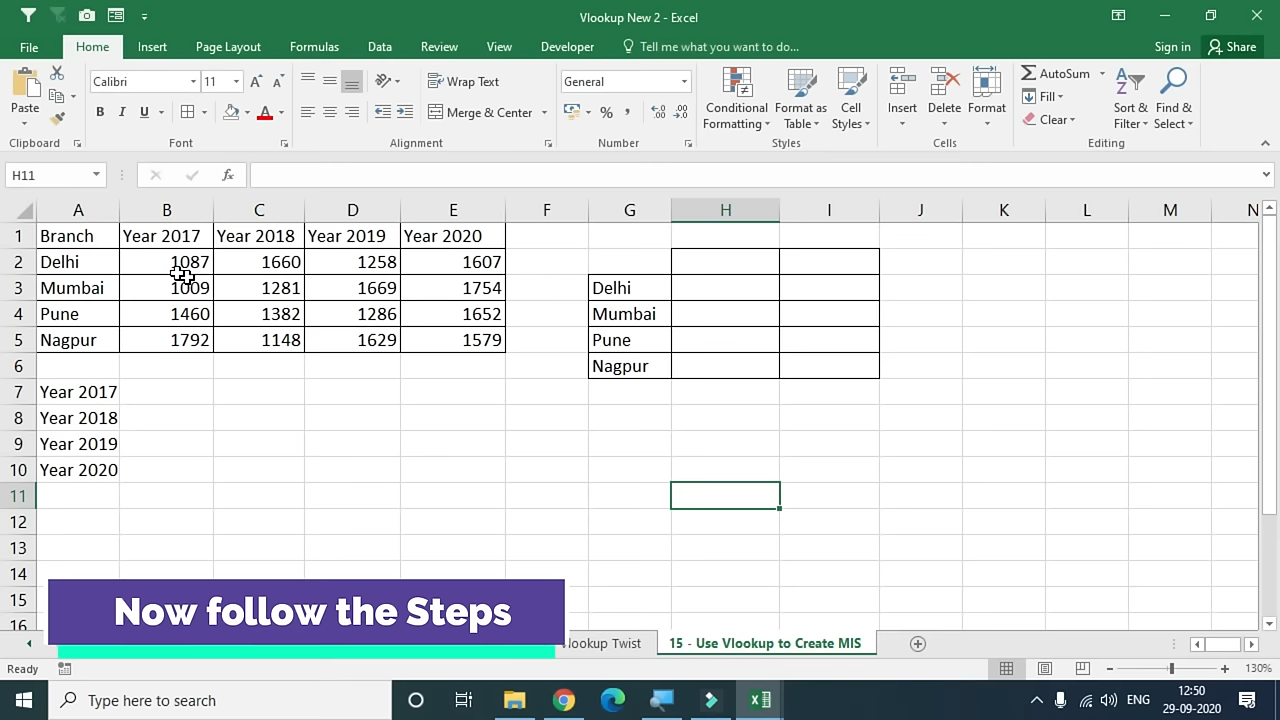 Vlookup New 2 - Excel
File Home Insert Page Layout Formulas Data Review View Developer Tell me what you want to do... Sign in Share
Calibri 11 Wrap Text General AutoSum
Paste Conditional Format as Cell Insert Delete Format Fill Sort & Find &
B I U A Merge & Center % Formatting Table Styles Clear Filter Select
Clipboard Font Alignment Number Styles Cells Editing
H11 fx
A B C D E F G H I J K L M N
1 Branch Year 2017 Year 2018 Year 2019 Year 2020
2 Delhi 1087 1660 1258 1607
3 Mumbai 1009 1281 1669 1754 Delhi
4 Pune 1460 1382 1286 1652 Mumbai
5 Nagpur 1792 1148 1629 1579 Pune
6 Nagpur
7 Year 2017
8 Year 2018
9 Year 2019
10 Year 2020
11
12
13
14
15
16
Now follow the Steps
Twist 15 - Use Vlookup to Create MIS
Ready 130%
Type here to search ENG 12:50
29-09-2020